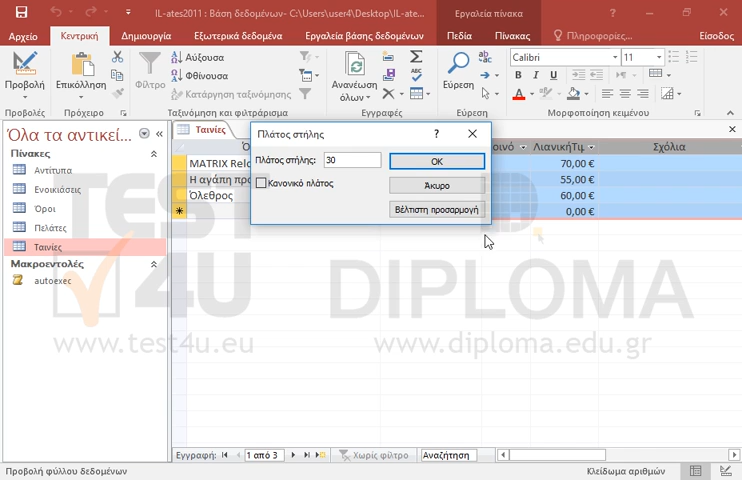 IL-ates2011 : Βάση δεδομένων- C:\Users\user4\Desktop\IL-ate...
Εργαλεία πίνακα
Αρχείο
Κεντρική
Δημιουργία
Εξωτερικά δεδομένα
Εργαλεία βάσης δεδομένων
Πεδία
Πίνακας
Πληροφορίες...
Είσοδος
Προβολή
Επικόλληση
Φίλτρο
Αύξουσα
Φθίνουσα
Κατάργηση ταξινόμησης
Ανανέωση όλων
Εύρεση
Calibri
11
B I U
Προβολές
Πρόχειρο
Ταξινόμηση και φιλτράρισμα
Εγγραφές
Εύρεση
Μορφοποίηση κειμένου
Όλα τα αντικεί...
Πίνακες
Αντίτυπα
Ενοικιάσεις
Όροι
Πελάτες
Ταινίες
Μακροεντολές
autoexec
Ταινίες
οινό
ΛιανικήΤιμ
Σχόλια
MATRIX Relo
70,00 €
Η αγάπη προ
55,00 €
Όλεθρος
60,00 €
0,00 €
Πλάτος στήλης
Πλάτος στήλης:
30
OK
Κανονικό πλάτος
Άκυρο
Βέλτιστη προσαρμογή
TEST4U
www.test4u.eu
DIPLOMA
www.diploma.edu.gr
Εγγραφή:
1 από 3
Χωρίς φίλτρο
Αναζήτηση
Προβολή φύλλου δεδομένων
Κλείδωμα αριθμών